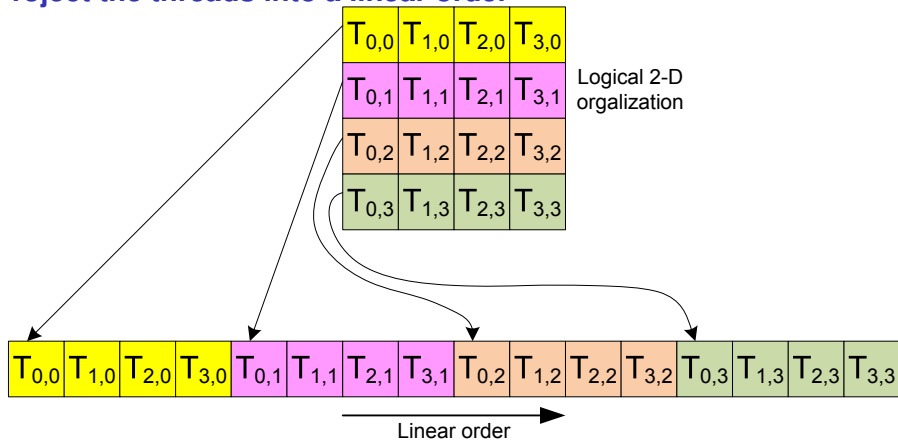 roject the threads into a linear order
T0,0 T1,0 T2,0 T3,0
T0,1 T1,1 T2,1 T3,1
T0,2 T1,2 T2,2 T3,2
T0,3 T1,3 T2,3 T3,3
Logical 2-D
orgalization
T0,0 T1,0 T2,0 T3,0 T0,1 T1,1 T2,1 T3,1 T0,2 T1,2 T2,2 T3,2 T0,3 T1,3 T2,3 T3,3
Linear order